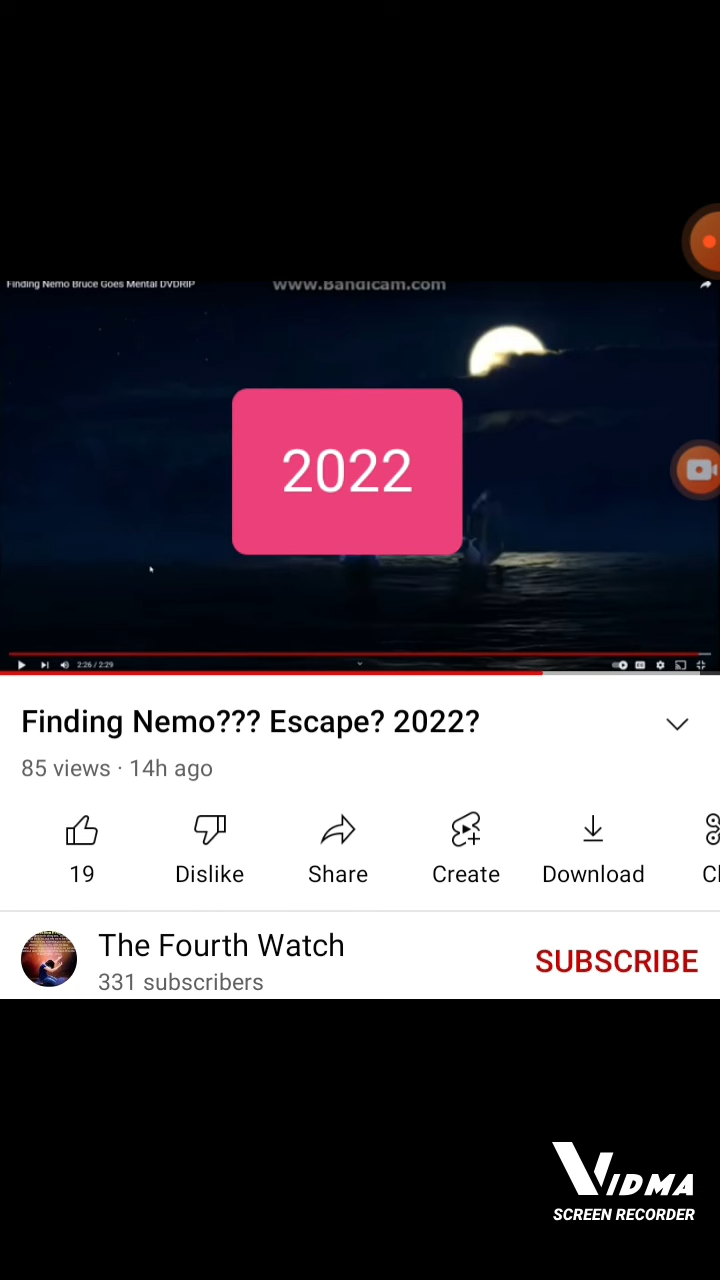 Finding Nemo Bruce Goes Mental DVDRIP
www.Bandicam.com
2022
2:26 / 2:29
Finding Nemo??? Escape? 2022?
85 views · 14h ago
19
Dislike
Share
Create
Download
Cl
The Fourth Watch
331 subscribers
SUBSCRIBE
VIDMA
SCREEN RECORDER